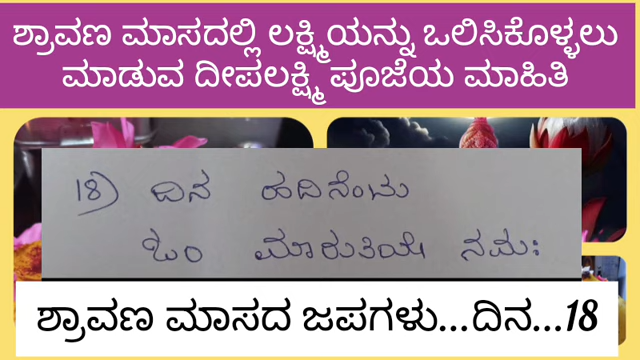 ಶ್ರಾವಣ ಮಾಸದಲ್ಲಿ ಲಕ್ಷ್ಮಿಯನ್ನು ಒಲಿಸಿಕೊಳ್ಳಲು
ಮಾಡುವ ದೀಪಲಕ್ಷ್ಮಿ ಪೂಜೆಯ ಮಾಹಿತಿ
18) ದಿನ ಹದಿನೆಂಟು
ಓಂ ಮಾರುತಿಯೇ ನಮಃ
ಶ್ರಾವಣ ಮಾಸದ ಜಪಗಳು...ದಿನ...18